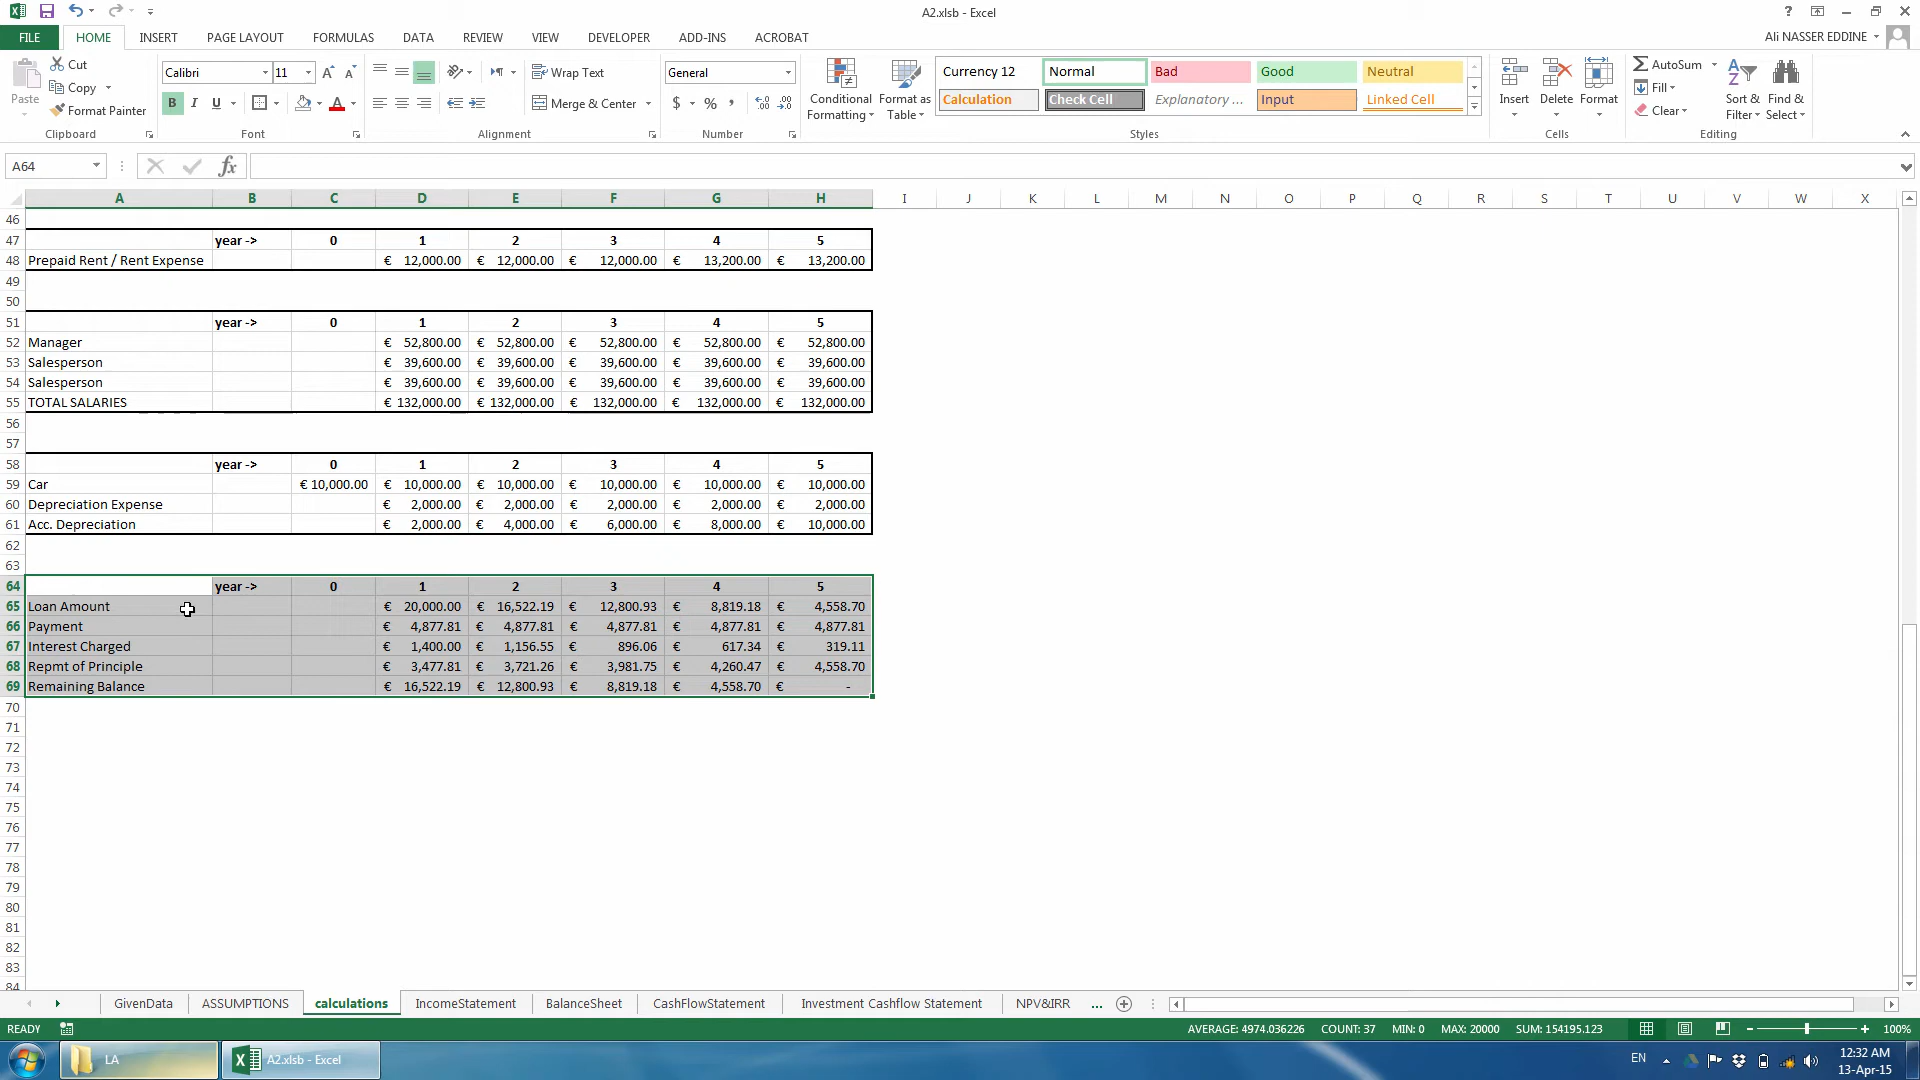 A2.xlsb - Excel
FILE HOME INSERT PAGE LAYOUT FORMULAS DATA REVIEW VIEW DEVELOPER ADD-INS ACROBAT Ali NASSER EDDINE
Paste Cut Copy Format Painter Clipboard
Calibri 11 B I U Font
Wrap Text Merge & Center Alignment
General $ % Number
Conditional Formatting Format as Table
Currency 12 Normal Bad Good Neutral
Calculation Check Cell Explanatory ... Input Linked Cell
Styles
Insert Delete Format Cells
AutoSum Fill Clear Sort & Filter Find & Select Editing
A64 fx
A B C D E F G H I J K L M N O P Q R S T U V W X
46
47 year -> 0 1 2 3 4 5
48 Prepaid Rent / Rent Expense € 12,000.00 € 12,000.00 € 12,000.00 € 13,200.00 € 13,200.00
49
50
51 year -> 0 1 2 3 4 5
52 Manager € 52,800.00 € 52,800.00 € 52,800.00 € 52,800.00 € 52,800.00
53 Salesperson € 39,600.00 € 39,600.00 € 39,600.00 € 39,600.00 € 39,600.00
54 Salesperson € 39,600.00 € 39,600.00 € 39,600.00 € 39,600.00 € 39,600.00
55 TOTAL SALARIES € 132,000.00 € 132,000.00 € 132,000.00 € 132,000.00 € 132,000.00
56
57
58 year -> 0 1 2 3 4 5
59 Car € 10,000.00 € 10,000.00 € 10,000.00 € 10,000.00 € 10,000.00 € 10,000.00
60 Depreciation Expense € 2,000.00 € 2,000.00 € 2,000.00 € 2,000.00 € 2,000.00
61 Acc. Depreciation € 2,000.00 € 4,000.00 € 6,000.00 € 8,000.00 € 10,000.00
62
63
64 year -> 0 1 2 3 4 5
65 Loan Amount € 20,000.00 € 16,522.19 € 12,800.93 € 8,819.18 € 4,558.70
66 Payment € 4,877.81 € 4,877.81 € 4,877.81 € 4,877.81 € 4,877.81
67 Interest Charged € 1,400.00 € 1,156.55 € 896.06 € 617.34 € 319.11
68 Repmt of Principle € 3,477.81 € 3,721.26 € 3,981.75 € 4,260.47 € 4,558.70
69 Remaining Balance € 16,522.19 € 12,800.93 € 8,819.18 € 4,558.70 € -
70
71
72
73
74
75
76
77
78
79
80
81
82
83
84
GivenData ASSUMPTIONS calculations IncomeStatement BalanceSheet CashFlowStatement Investment Cashflow Statement NPV&IRR ...
READY AVERAGE: 4974.036226 COUNT: 37 MIN: 0 MAX: 20000 SUM: 154195.123 100%
LA A2.xlsb - Excel EN 12:32 AM
13-Apr-15